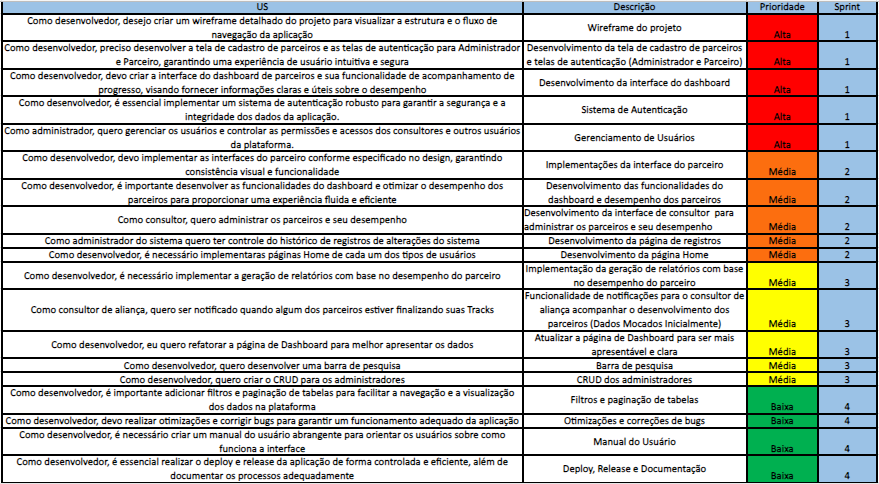 US Descrição Prioridade Sprint
Como desenvolvedor, desejo criar um wireframe detalhado do projeto para visualizar a estrutura e o fluxo de
navegação da aplicação
Wireframe do projeto
Alta 1
Como desenvolvedor, preciso desenvolver a tela de cadastro de parceiros e as telas de autenticação para Administrador
e Parceiro, garantindo uma experiência de usuário intuitiva e segura
Desenvolvimento da tela de cadastro de parceiros
e telas de autenticação (Administrador e Parceiro)
Alta 1
Como desenvolvedor, devo criar a interface do dashboard de parceiros e sua funcionalidade de acompanhamento de
progresso, visando fornecer informações claras e úteis sobre o desempenho
Desenvolvimento da interface do dashboard
Alta 1
Como desenvolvedor, é essencial implementar um sistema de autenticação robusto para garantir a segurança e a
integridade dos dados da aplicação.
Sistema de Autenticação
Alta 1
Como administrador, quero gerenciar os usuários e controlar as permissões e acessos dos consultores e outros usuários
da plataforma.
Gerenciamento de Usuários
Alta 1
Como desenvolvedor, devo implementar as interfaces do parceiro conforme especificado no design, garantindo
consistência visual e funcionalidade
Implementações da interface do parceiro
Média 2
Como desenvolvedor, é importante desenvolver as funcionalidades do dashboard e otimizar o desempenho dos
parceiros para proporcionar uma experiência fluida e eficiente
Desenvolvimento das funcionalidades do
dashboard e desempenho dos parceiros
Média 2
Como consultor, quero administrar os parceiros e seu desempenho
Desenvolvimento da interface de consultor para
administrar os parceiros e seu desempenho
Média 2
Como administrador do sistema quero ter controle do histórico de registros de alterações do sistema
Desenvolvimento da página de registros
Média 2
Como desenvolvedor, é necessário implementaras páginas Home de cada um dos tipos de usuários
Desenvolvimento da página Home
Média 2
Como desenvolvedor, é necessário implementar a geração de relatórios com base no desempenho do parceiro
Implementação da geração de relatórios com base
no desempenho do parceiro
Média 3
Como consultor de aliança, quero ser notificado quando algum dos parceiros estiver finalizando suas Tracks
Funcionalidade de notificações para o consultor de
aliança acompanhar o desenvolvimento dos
parceiros (Dados Mocados Inicialmente)
Média 3
Como desenvolvedor, eu quero refatorar a página de Dashboard para melhor apresentar os dados
Atualizar a página de Dashboard para ser mais
apresentável e clara
Média 3
Como desenvolvedor, quero desenvolver uma barra de pesquisa
Barra de pesquisa
Média 3
Como desenvolvedor, quero criar o CRUD para os administradores
CRUD dos administradores
Média 3
Como desenvolvedor, é importante adicionar filtros e paginação de tabelas para facilitar a navegação e a visualização
dos dados na plataforma
Filtros e paginação de tabelas
Baixa 4
Como desenvolvedor, devo realizar otimizações e corrigir bugs para garantir um funcionamento adequado da aplicação
Otimizações e correções de bugs
Baixa 4
Como desenvolvedor, é necessário criar um manual do usuário abrangente para orientar os usuários sobre como
funciona a interface
Manual do Usuário
Baixa 4
Como desenvolvedor, é essencial realizar o deploy e release da aplicação de forma controlada e eficiente, além de
documentar os processos adequadamente
Deploy, Release e Documentação
Baixa 4